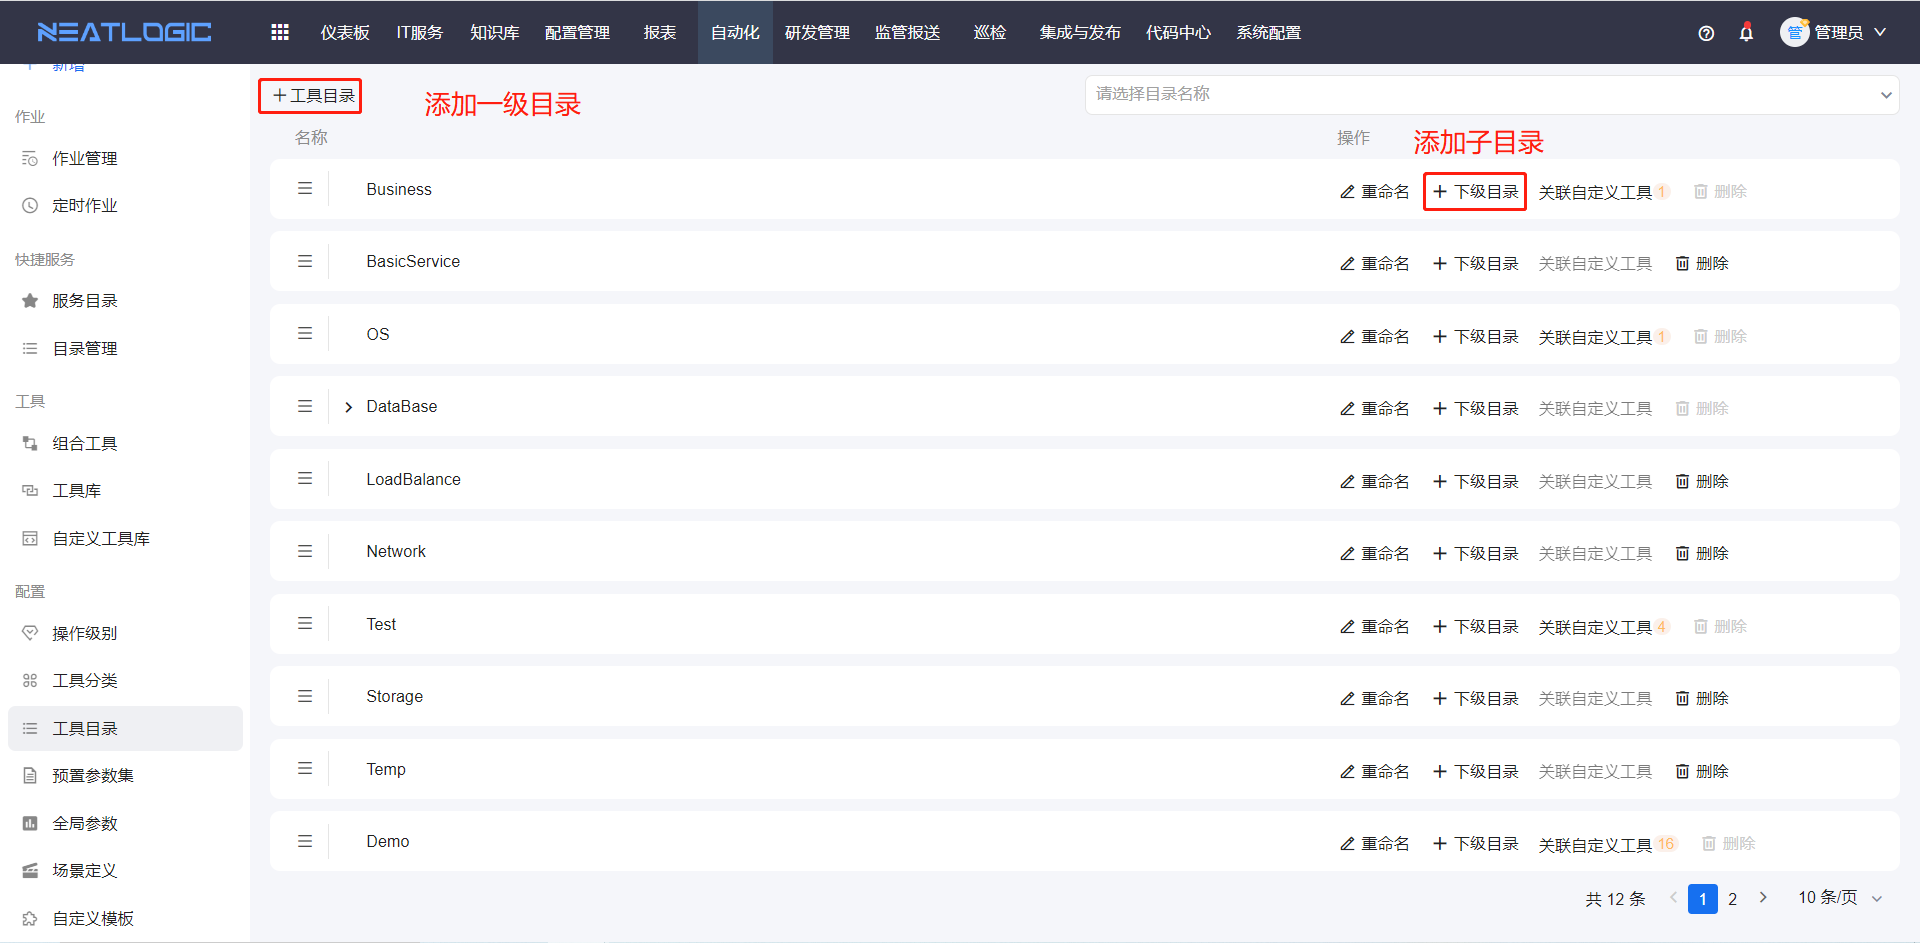 NEATLOGIC
仪表板 IT服务 知识库 配置管理 报表 自动化 研发管理 监管报送 巡检 集成与发布 代码中心 系统配置
管 管理员
新增
作业
作业管理
定时作业
快捷服务
服务目录
目录管理
工具
组合工具
工具库
自定义工具库
配置
操作级别
工具分类
工具目录
预置参数集
全局参数
场景定义
自定义模板
工具目录 添加一级目录 请选择目录名称
名称 操作 添加子目录
Business 重命名 下级目录 关联自定义工具 1 删除
BasicService 重命名 下级目录 关联自定义工具 删除
OS 重命名 下级目录 关联自定义工具 1 删除
DataBase 重命名 下级目录 关联自定义工具 删除
LoadBalance 重命名 下级目录 关联自定义工具 删除
Network 重命名 下级目录 关联自定义工具 删除
Test 重命名 下级目录 关联自定义工具 4 删除
Storage 重命名 下级目录 关联自定义工具 删除
Temp 重命名 下级目录 关联自定义工具 删除
Demo 重命名 下级目录 关联自定义工具 16 删除
共 12 条 1 2 10 条/页